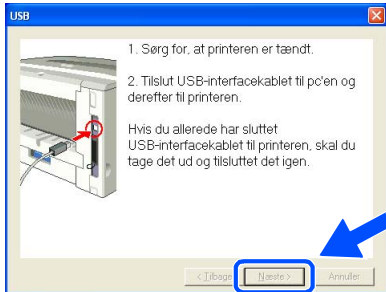 USB
1. Sørg for, at printeren er tændt.
2. Tilslut USB-interfacekablet til pc'en og
derefter til printeren.
Hvis du allerede har sluttet
USB-interfacekablet til printeren, skal du
tage det ud og tilsluttet det igen.
< Tilbage Næste > Annuller